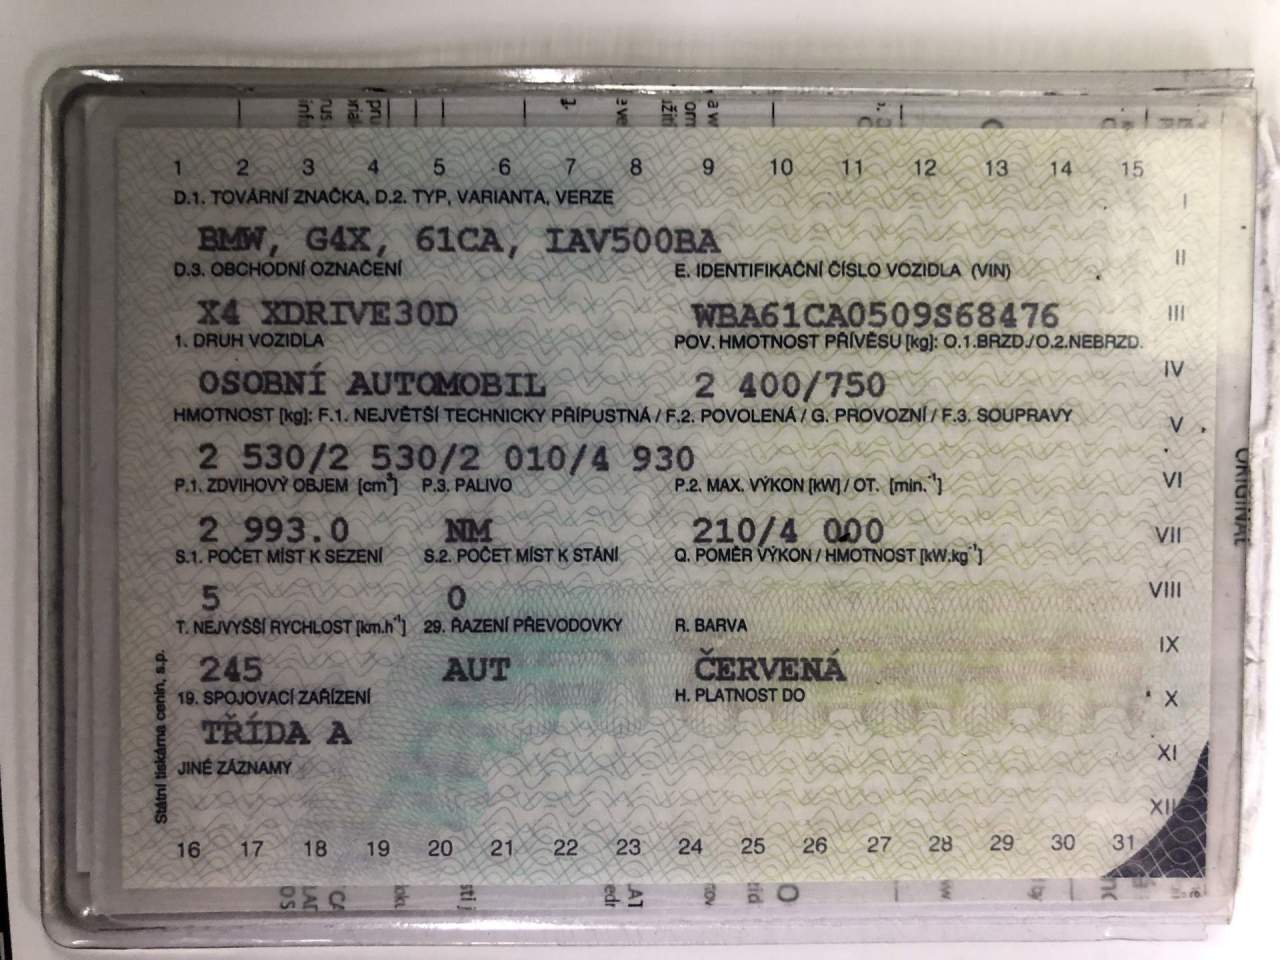 1 2 3 4 5 6 7 8 9 10 11 12 13 14 15
D.1. TOVÁRNÍ ZNAČKA, D.2. TYP, VARIANTA, VERZE
I
BMW, G4X, 61CA, IAV500BA
II
D.3. OBCHODNÍ OZNAČENÍ E. IDENTIFIKAČNÍ ČÍSLO VOZIDLA (VIN)
X4 XDRIVE30D WBA61CA0509S68476
III
1. DRUH VOZIDLA POV. HMOTNOST PŘÍVĚSU [kg]: O.1.BRZD./O.2.NEBRZD.
IV
OSOBNÍ AUTOMOBIL 2 400/750
HMOTNOST [kg]: F.1. NEJVĚTŠÍ TECHNICKY PŘÍPUSTNÁ / F.2. POVOLENÁ / G. PROVOZNÍ / F.3. SOUPRAVY
V
2 530/2 530/2 010/4 930
P.1. ZDVIHOVÝ OBJEM [cm³] P.3. PALIVO P.2. MAX. VÝKON [kW] / OT. [min.⁻¹]
VI
2 993.0 NM 210/4 000
VII
S.1. POČET MÍST K SEZENÍ S.2. POČET MÍST K STÁNÍ Q. POMĚR VÝKON / HMOTNOST [kW.kg⁻¹]
5 0
VIII
T. NEJVYŠŠÍ RYCHLOST [km.h⁻¹] 29. ŘAZENÍ PŘEVODOVKY R. BARVA
IX
245 AUT ČERVENÁ
19. SPOJOVACÍ ZAŘÍZENÍ H. PLATNOST DO
X
TŘÍDA A
XI
JINÉ ZÁZNAMY
XII
16 17 18 19 20 21 22 23 24 25 26 27 28 29 30 31
Státní tiskárna cenin, s.p.
ORIGINÁL